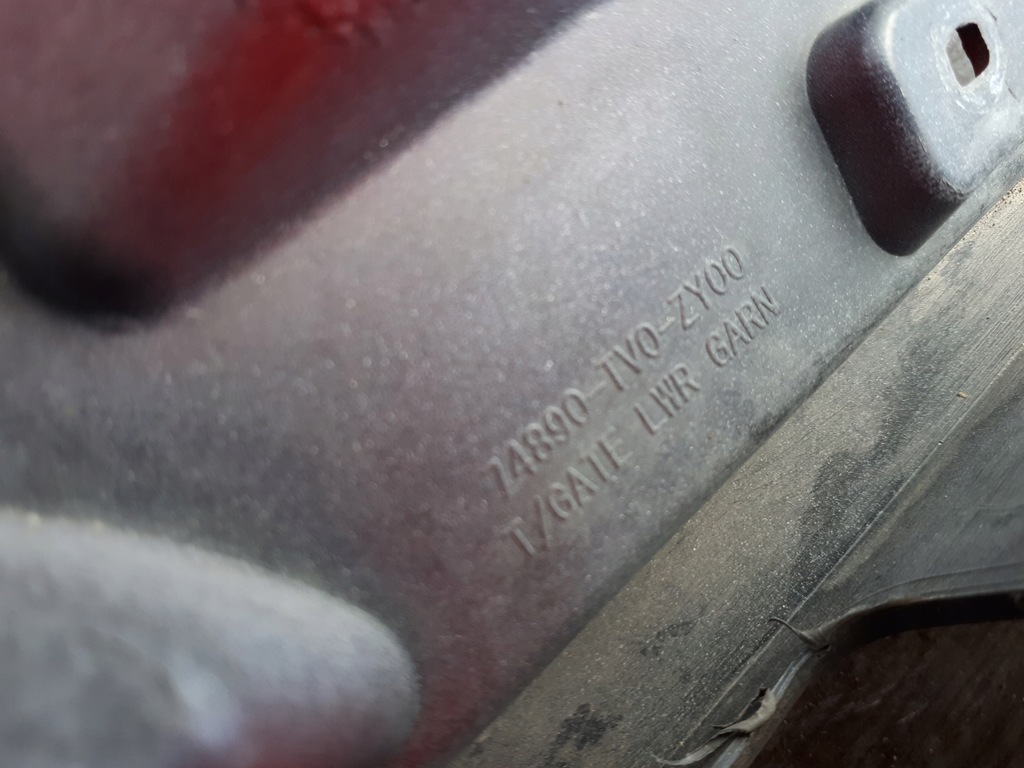 74890-TV0-ZY00
T/GATE LWR GARN